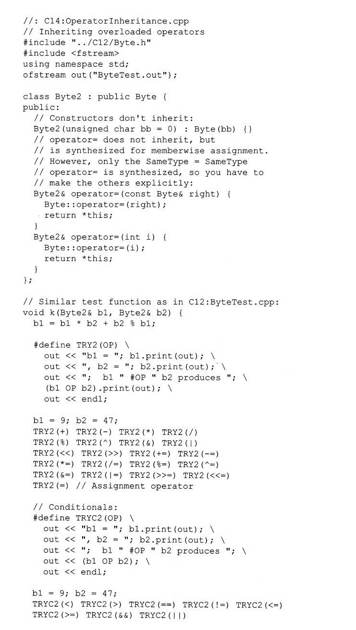 //: C14:OperatorInheritance.cpp
// Inheriting overloaded operators
#include "../C12/Byte.h"
#include <fstream>
using namespace std;
ofstream out("ByteTest.out");

class Byte2 : public Byte {
public:
  // Constructors don't inherit:
  Byte2(unsigned char bb = 0) : Byte(bb) {}
  // operator= does not inherit, but
  // is synthesized for memberwise assignment.
  // However, only the SameType = SameType
  // operator= is synthesized, so you have to
  // make the others explicitly:
  Byte2& operator=(const Byte& right) {
    Byte::operator=(right);
    return *this;
  }
  Byte2& operator=(int i) {
    Byte::operator=(i);
    return *this;
  }
};

// Similar test function as in C12:ByteTest.cpp:
void k(Byte2& b1, Byte2& b2) {
  b1 = b1 * b2 + b2 % b1;

  #define TRY2(OP) \
    out << "b1 = "; b1.print(out); \
    out << ", b2 = "; b2.print(out); \
    out << ";  b1 " #OP " b2 produces "; \
    (b1 OP b2).print(out); \
    out << endl;

  b1 = 9; b2 = 47;
  TRY2(+) TRY2(-) TRY2(*) TRY2(/)
  TRY2(%) TRY2(^) TRY2(&) TRY2(|)
  TRY2(<<) TRY2(>>) TRY2(+=) TRY2(-=)
  TRY2(*=) TRY2(/=) TRY2(%=) TRY2(^=)
  TRY2(&=) TRY2(|=) TRY2(>>=) TRY2(<<=)
  TRY2(=) // Assignment operator

  // Conditionals:
  #define TRYC2(OP) \
    out << "b1 = "; b1.print(out); \
    out << ", b2 = "; b2.print(out); \
    out << ";  b1 " #OP " b2 produces "; \
    out << (b1 OP b2); \
    out << endl;

  b1 = 9; b2 = 47;
  TRYC2(<) TRYC2(>) TRYC2(==) TRYC2(!=) TRYC2(<=)
  TRYC2(>=) TRYC2(&&) TRYC2(||)